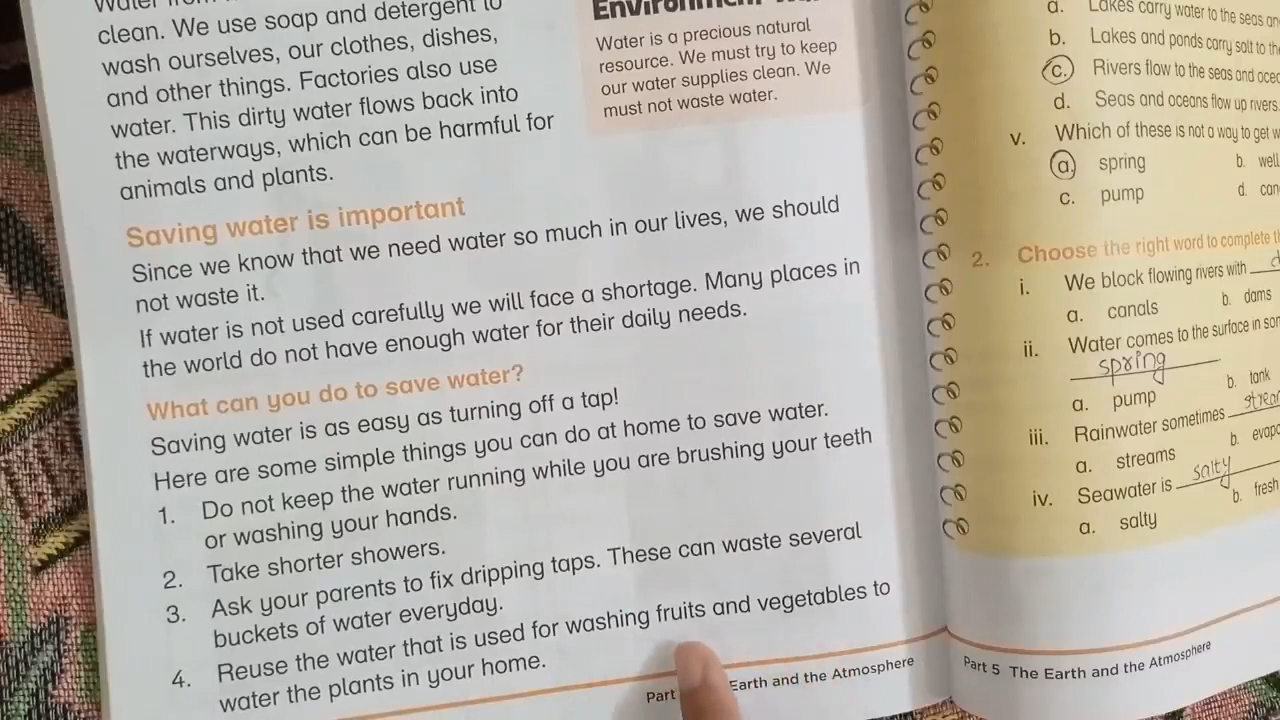 clean. We use soap and detergent to
wash ourselves, our clothes, dishes,
and other things. Factories also use
water. This dirty water flows back into
the waterways, which can be harmful for
animals and plants.
Water is a precious natural
resource. We must try to keep
our water supplies clean. We
must not waste water.
Saving water is important
Since we know that we need water so much in our lives, we should
not waste it.
If water is not used carefully we will face a shortage. Many places in
the world do not have enough water for their daily needs.
What can you do to save water?
Saving water is as easy as turning off a tap!
Here are some simple things you can do at home to save water.
1. Do not keep the water running while you are brushing your teeth
or washing your hands.
2. Take shorter showers.
3. Ask your parents to fix dripping taps. These can waste several
buckets of water everyday.
4. Reuse the water that is used for washing fruits and vegetables to
water the plants in your home.
Part Earth and the Atmosphere
a. Lakes carry water to the seas
b. Lakes and ponds carry salt to
c. Rivers flow to the seas and
d. Seas and oceans flow up rivers.
v. Which of these is not a way to get
a. spring b. well
c. pump d.
2. Choose the right word to complete
i. We block flowing rivers with
a. canals b. dams
ii. Water comes to the surface in
spring
a. pump b. tank
iii. Rainwater sometimes
a. streams b.
iv. Seawater is salty
a. salty b. fresh
Part 5 The Earth and the Atmosphere